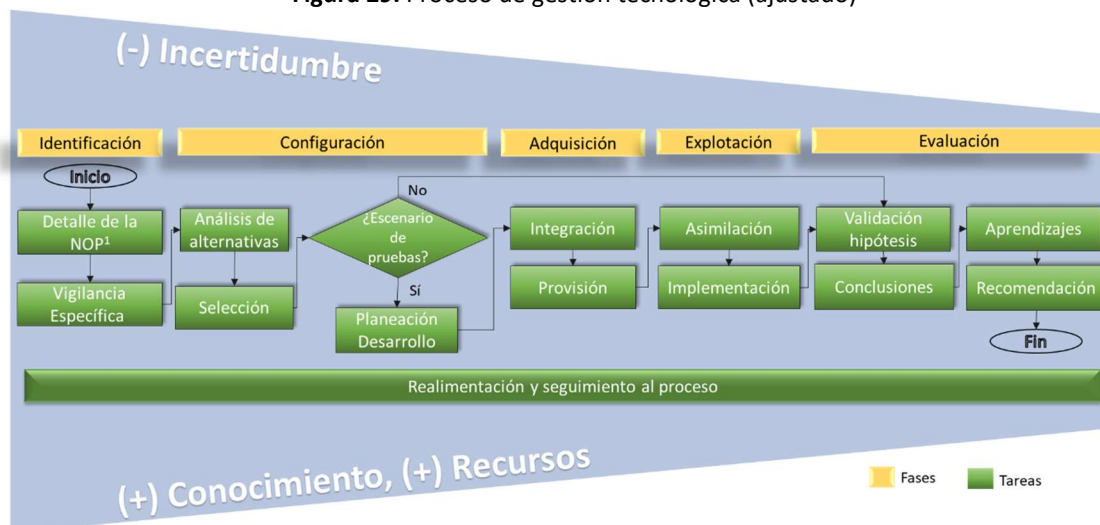 Figura 25. Proceso de gestión tecnológica (ajustado)
(-) Incertidumbre
Identificación
Configuración
Adquisición
Explotación
Evaluación
Inicio
Detalle de la
NOP¹
Vigilancia
Específica
Análisis de
alternativas
Selección
¿Escenario
de
pruebas?
No
Sí
Planeación
Desarrollo
Integración
Provisión
Asimilación
Implementación
Validación
hipótesis
Conclusiones
Aprendizajes
Recomendación
Fin
Realimentación y seguimiento al proceso
(+) Conocimiento, (+) Recursos
Fases
Tareas